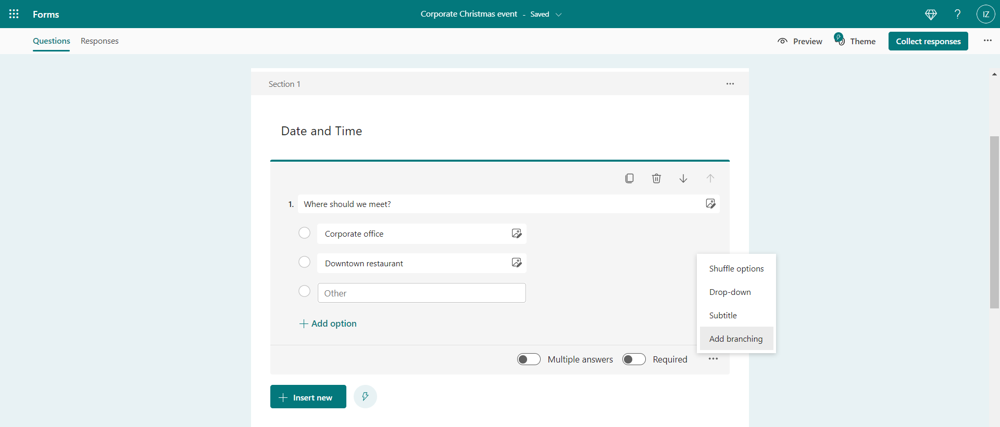 Forms
Corporate Christmas event - Saved
? IZ
Questions Responses
Preview Theme Collect responses ...
Section 1 ...
Date and Time
1. Where should we meet?
Corporate office
Downtown restaurant
Other
+ Add option
Shuffle options
Drop-down
Subtitle
Add branching
Multiple answers Required ...
+ Insert new